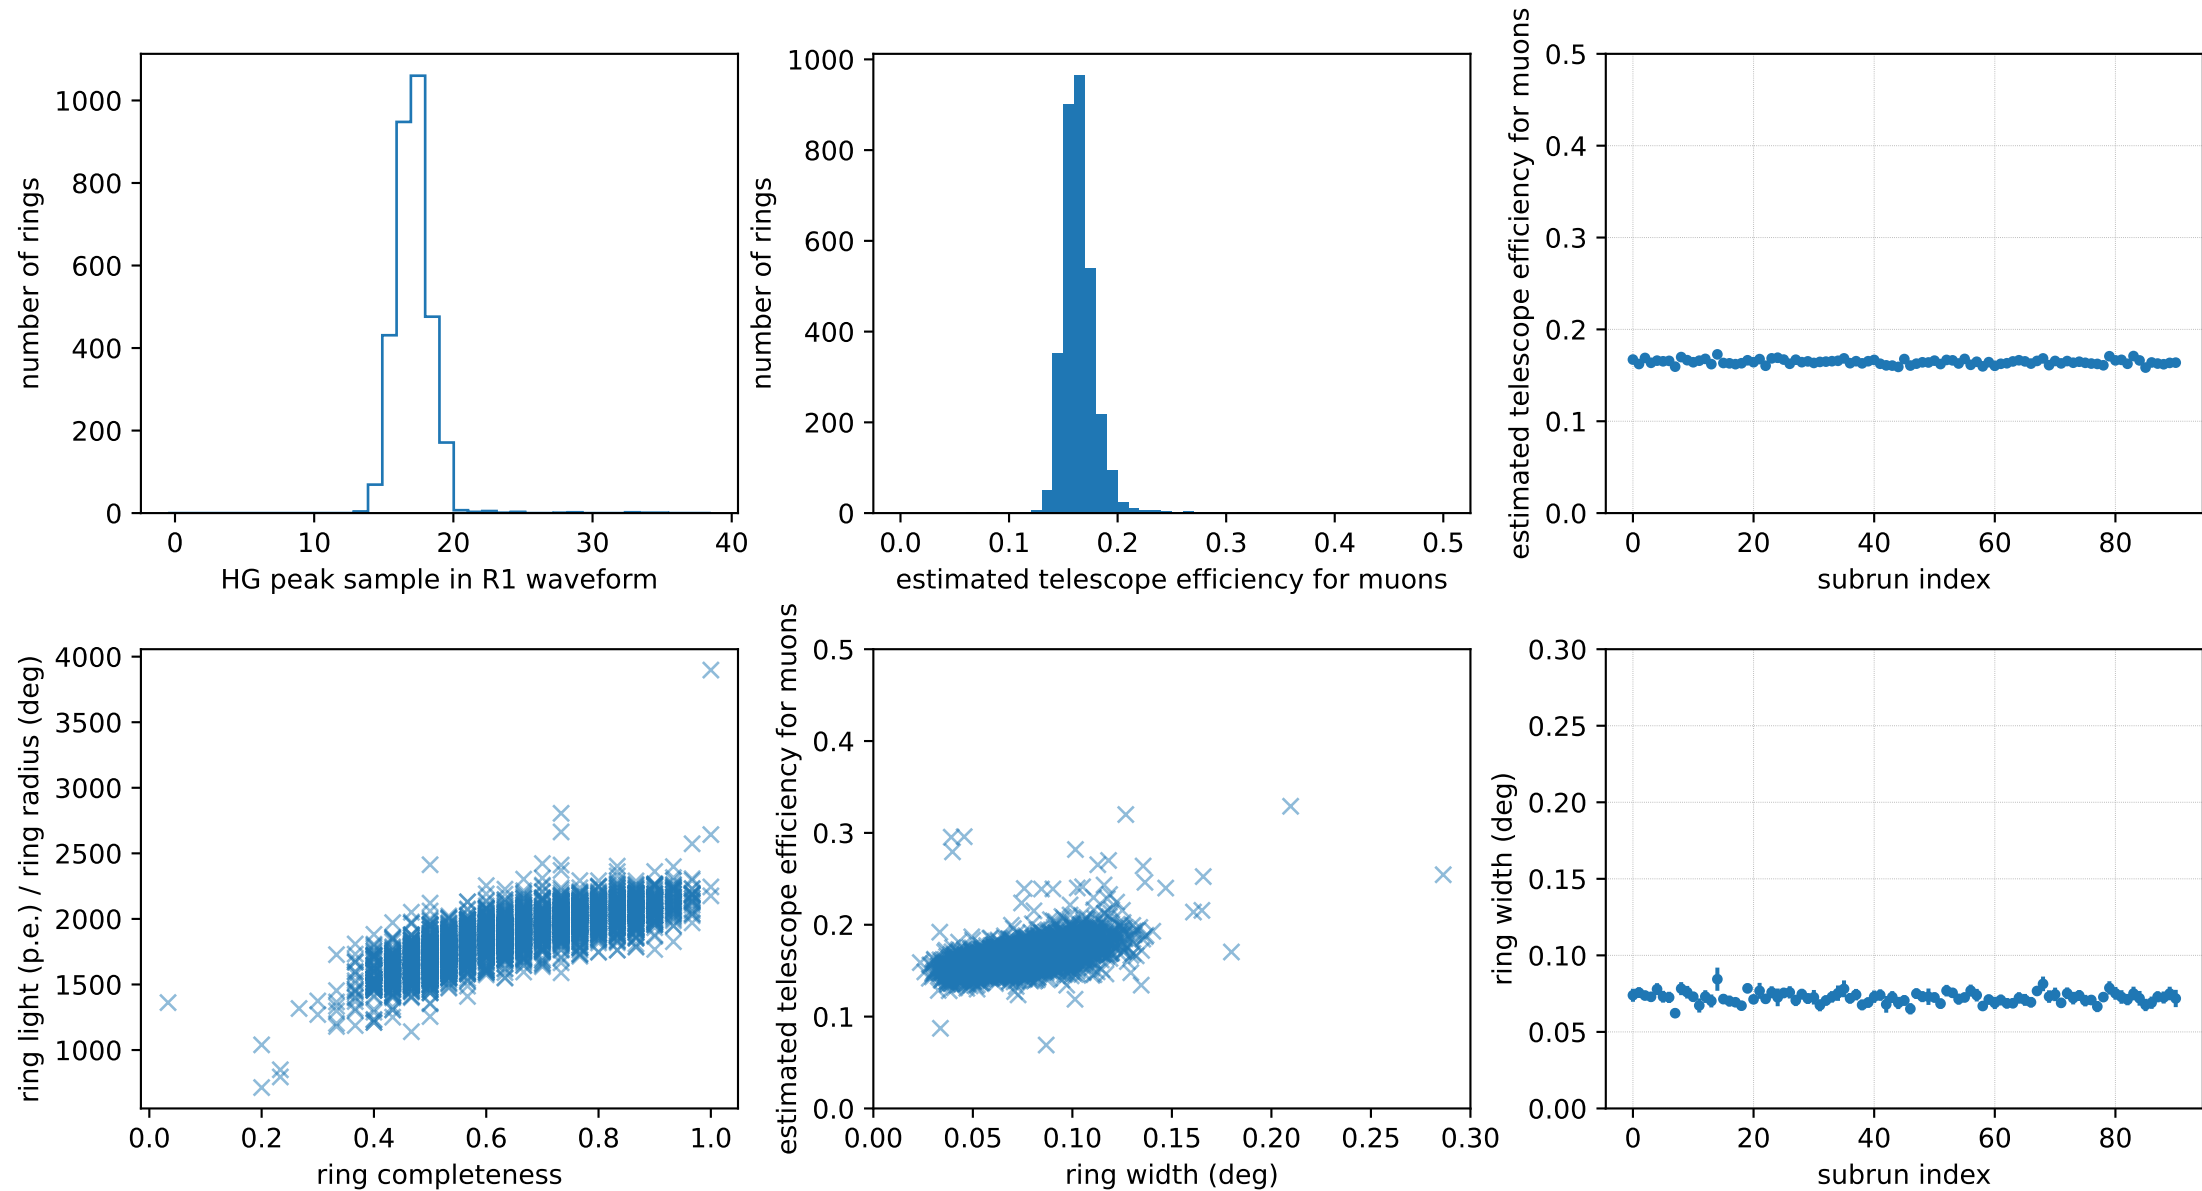 number of rings
1000
800
600
400
200
0
0 10 20 30 40
HG peak sample in R1 waveform
number of rings
1000
800
600
400
200
0
0.0 0.1 0.2 0.3 0.4 0.5
estimated telescope efficiency for muons
estimated telescope efficiency for muons
0.5
0.4
0.3
0.2
0.1
0.0
0 20 40 60 80
subrun index
ring light (p.e.) / ring radius (deg)
4000
3500
3000
2500
2000
1500
1000
0.0 0.2 0.4 0.6 0.8 1.0
ring completeness
estimated telescope efficiency for muons
0.5
0.4
0.3
0.2
0.1
0.0
0.00 0.05 0.10 0.15 0.20 0.25 0.30
ring width (deg)
ring width (deg)
0.30
0.25
0.20
0.15
0.10
0.05
0.00
0 20 40 60 80
subrun index